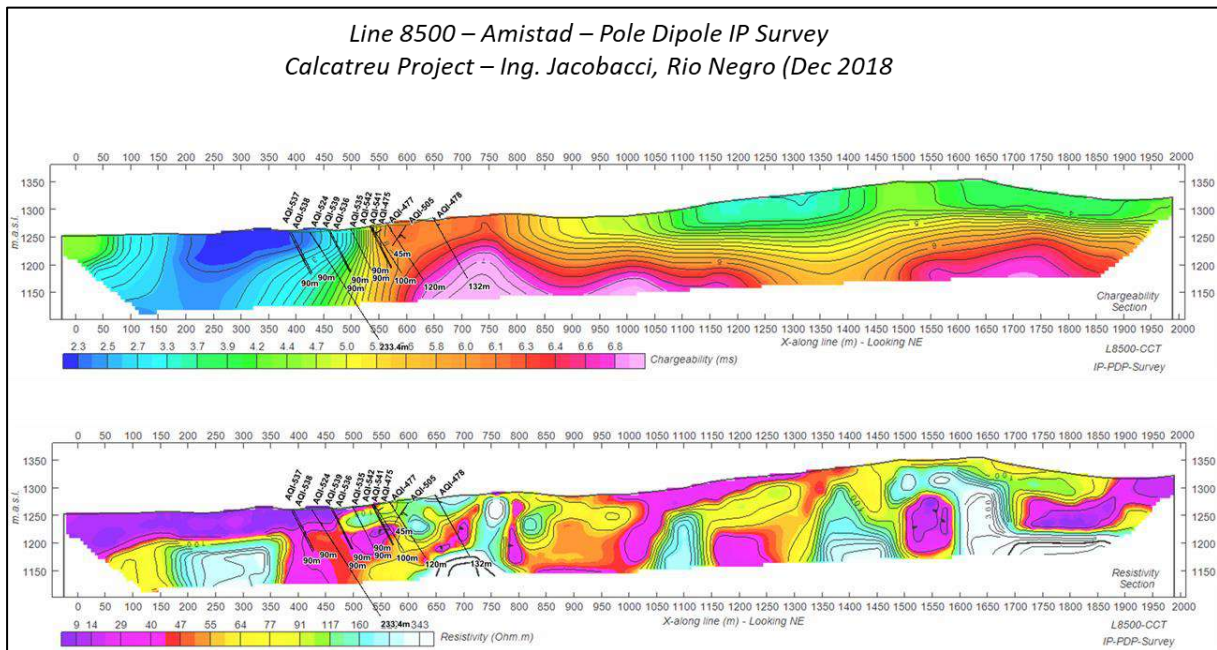 Line 8500 – Amistad – Pole Dipole IP Survey
Calcatreu Project – Ing. Jacobacci, Rio Negro (Dec 2018
0 50 100 150 200 250 300 350 400 450 500 550 600 650 700 750 800 850 900 950 1000 1050 1100 1150 1200 1250 1300 1350 1400 1450 1500 1550 1600 1650 1700 1750 1800 1850 1900 1950 2000
AQI-537 AQI-538 AQI-524 AQI-539 AQI-536 AQI-535 AQI-542 AQI-541 AQI-475 AQI-477 AQI-505 AQI-478
1350 1350
1300 1300
m.a.s.l. 1250 1250 m.a.s.l.
1200 1200
1150 1150
45m
90m 90m 90m 90m 90m 90m 100m 120m 132m
233.4m
Chargeability
Section
0 50 100 150 200 250 300 350 400 450 500 550 600 650 700 750 800 850 900 950 1000 1050 1100 1150 1200 1250 1300 1350 1400 1450 1500 1550 1600 1650 1700 1750 1800 1850 1900 1950 2000
2.3 2.5 2.7 3.3 3.7 3.9 4.2 4.4 4.7 5.0 5.8 6.0 6.1 6.3 6.4 6.6 6.8 Chargeability (ms)
X-along line (m) - Looking NE
L8500-CCT
IP-PDP-Survey
0 50 100 150 200 250 300 350 400 450 500 550 600 650 700 750 800 850 900 950 1000 1050 1100 1150 1200 1250 1300 1350 1400 1450 1500 1550 1600 1650 1700 1750 1800 1850 1900 1950 2000
AQI-537 AQI-538 AQI-524 AQI-539 AQI-536 AQI-535 AQI-542 AQI-541 AQI-475 AQI-477 AQI-505 AQI-478
1350 1350
1300 1300
m.a.s.l. 1250 1250 m.a.s.l.
1200 1200
1150 1150
45m
90m 90m 90m 90m 90m 90m 100m 120m 132m
233.4m
Resistivity
Section
0 50 100 150 200 250 300 350 400 450 500 550 600 650 700 750 800 850 900 950 1000 1050 1100 1150 1200 1250 1300 1350 1400 1450 1500 1550 1600 1650 1700 1750 1800 1850 1900 1950 2000
9 14 29 40 47 55 64 77 91 117 160 343 Resistivity (Ohm.m)
X-along line (m) - Looking NE
L8500-CCT
IP-PDP-Survey